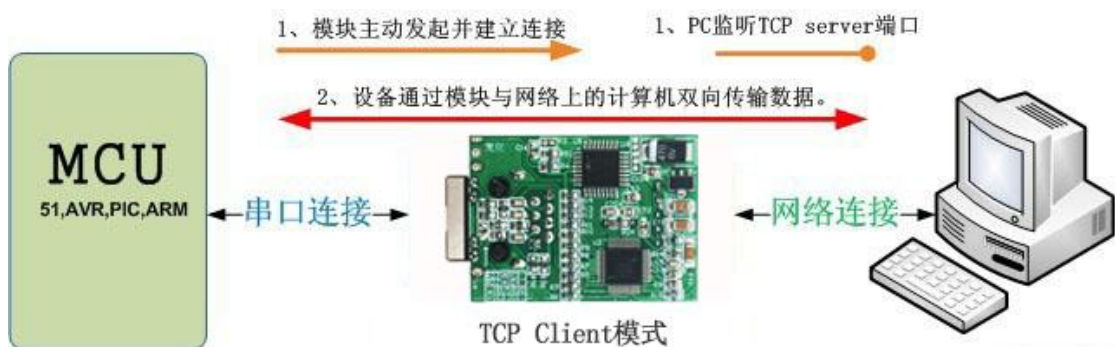 1、模块主动发起并建立连接
1、PC监听TCP server端口
2、设备通过模块与网络上的计算机双向传输数据。
MCU
51,AVR,PIC,ARM
串口连接
网络连接
TCP Client模式